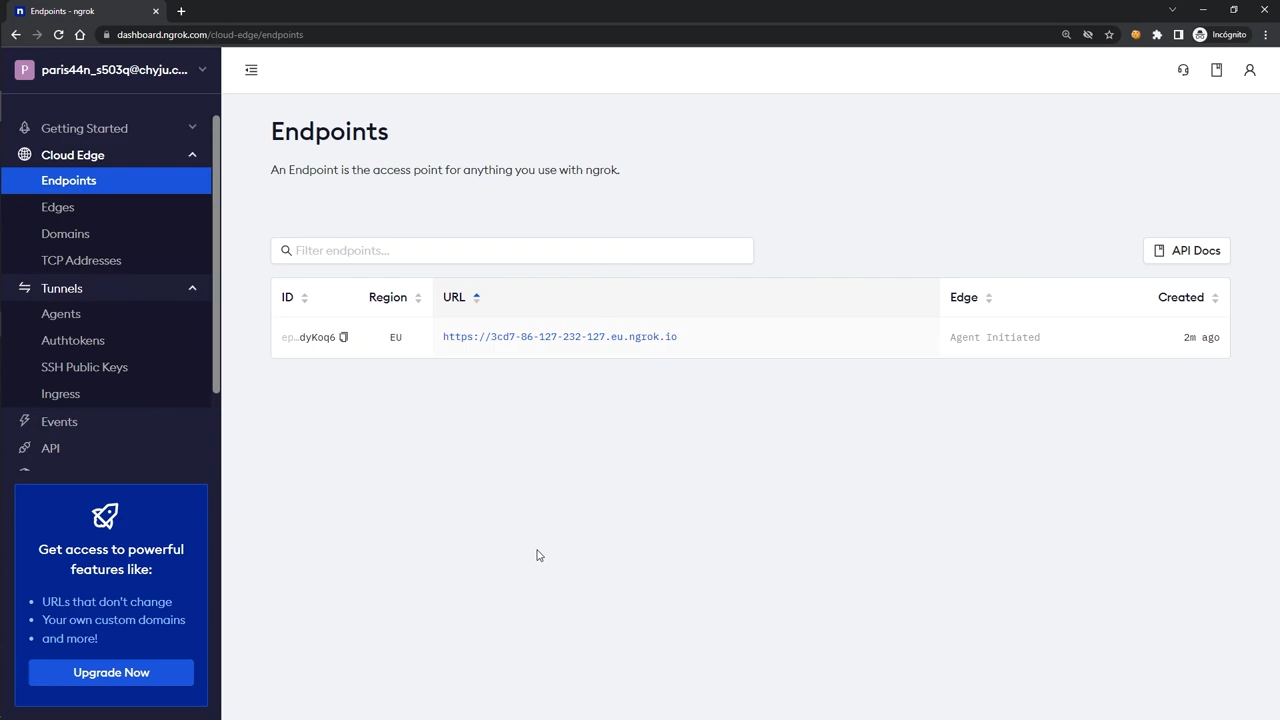 Endpoints - ngrok
dashboard.ngrok.com/cloud-edge/endpoints
Incógnito
P
paris44n_s503q@chyju.c...
Getting Started
Cloud Edge
Endpoints
Edges
Domains
TCP Addresses
Tunnels
Agents
Authtokens
SSH Public Keys
Ingress
Events
API
Get access to powerful
features like:
• URLs that don't change
• Your own custom domains
• and more!
Upgrade Now
Endpoints
An Endpoint is the access point for anything you use with ngrok.
Filter endpoints...
API Docs
ID Region URL Edge Created
ep…dyKoq6 EU https://3cd7-86-127-232-127.eu.ngrok.io Agent Initiated 2m ago